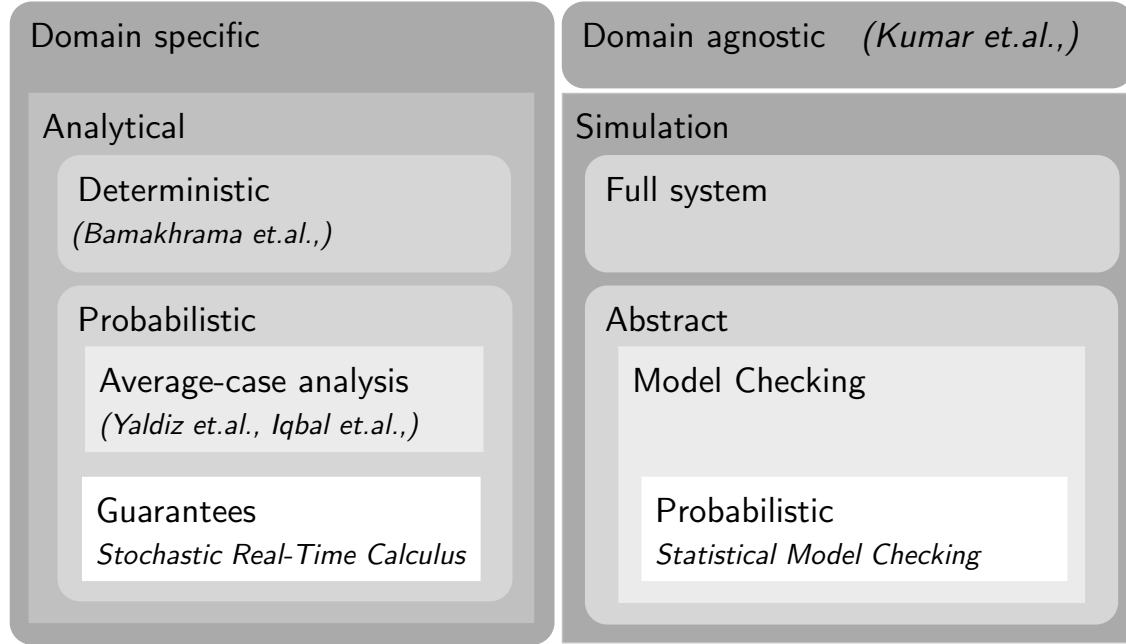 Domain specific
Analytical
Deterministic
(Bamakhrama et.al.,)
Probabilistic
Average-case analysis
(Yaldiz et.al., Iqbal et.al.,)
Guarantees
Stochastic Real-Time Calculus
Domain agnostic (Kumar et.al.,)
Simulation
Full system
Abstract
Model Checking
Probabilistic
Statistical Model Checking